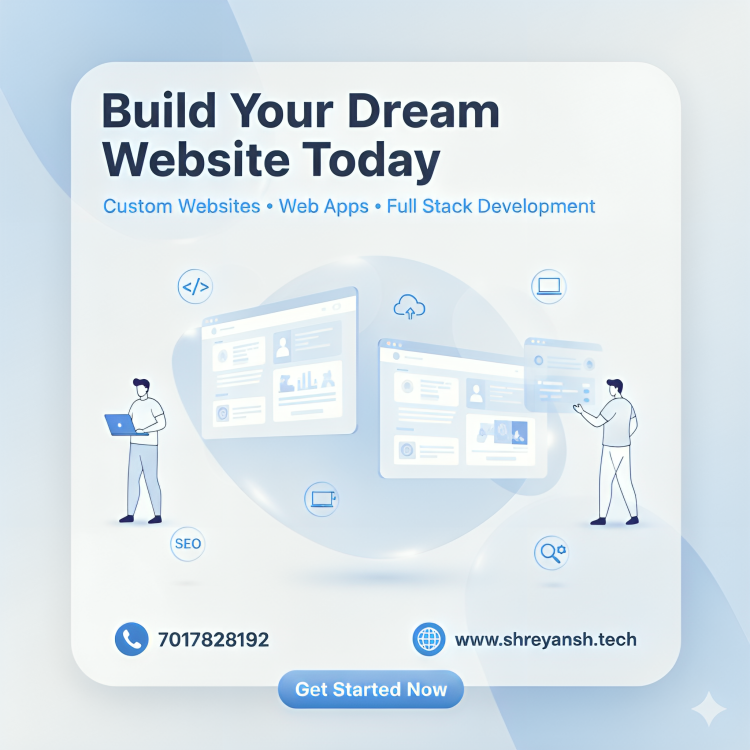 Build Your Dream
Website Today
Custom Websites • Web Apps • Full Stack Development
</>
SEO
7017828192
www.shreyansh.tech
Get Started Now